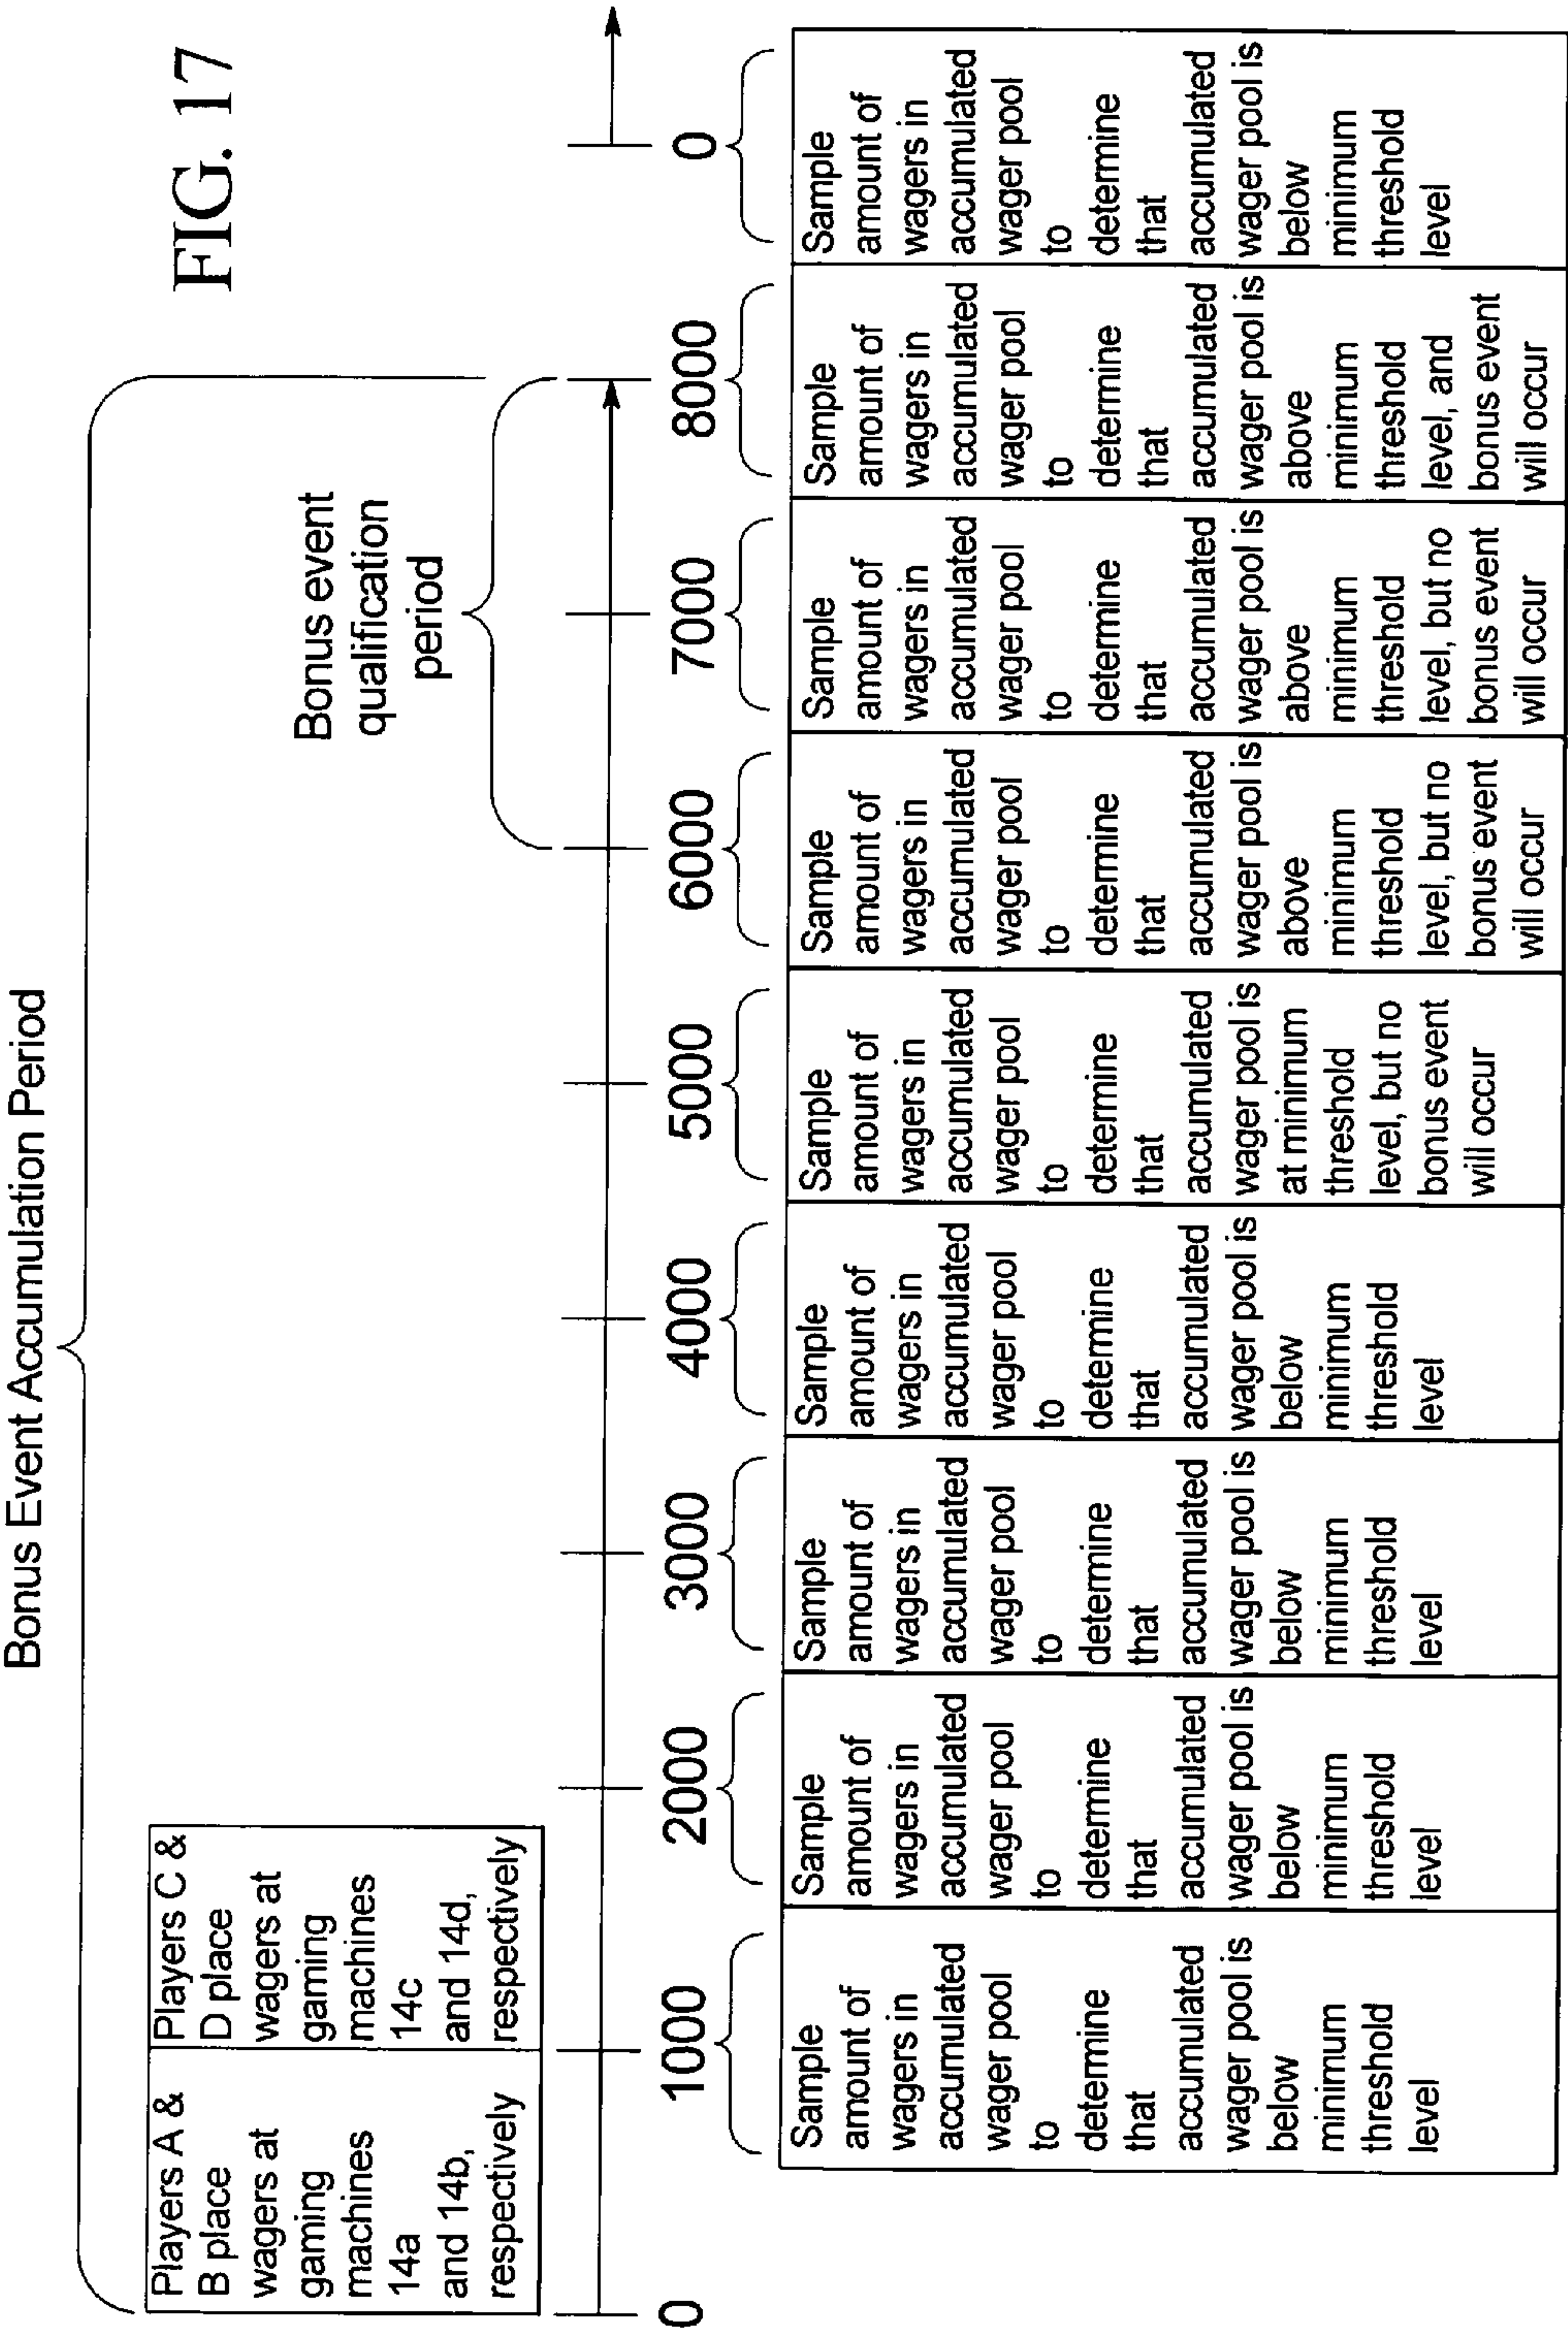 Bonus Event Accumulation Period
FIG. 17
Players A &
B place
wagers at
gaming
machines
14a
and 14b,
respectively
Players C &
D place
wagers at
gaming
machines
14c
and 14d,
respectively
Bonus event
qualification
period
0
1000
2000
3000
4000
5000
6000
7000
8000
0
Sample
amount of
wagers in
accumulated
wager pool
to
determine
that
accumulated
wager pool is
below
minimum
threshold
level
Sample
amount of
wagers in
accumulated
wager pool
to
determine
that
accumulated
wager pool is
below
minimum
threshold
level
Sample
amount of
wagers in
accumulated
wager pool
to
determine
that
accumulated
wager pool is
below
minimum
threshold
level
Sample
amount of
wagers in
accumulated
wager pool
to
determine
that
accumulated
wager pool is
below
minimum
threshold
level
Sample
amount of
wagers in
accumulated
wager pool
to
determine
that
accumulated
wager pool is
at minimum
threshold
level, but no
bonus event
will occur
Sample
amount of
wagers in
accumulated
wager pool
to
determine
that
accumulated
wager pool is
above
minimum
threshold
level, but no
bonus event
will occur
Sample
amount of
wagers in
accumulated
wager pool
to
determine
that
accumulated
wager pool is
above
minimum
threshold
level, but no
bonus event
will occur
Sample
amount of
wagers in
accumulated
wager pool
to
determine
that
accumulated
wager pool is
above
minimum
threshold
level, and
bonus event
will occur
Sample
amount of
wagers in
accumulated
wager pool
to
determine
that
accumulated
wager pool is
below
minimum
threshold
level